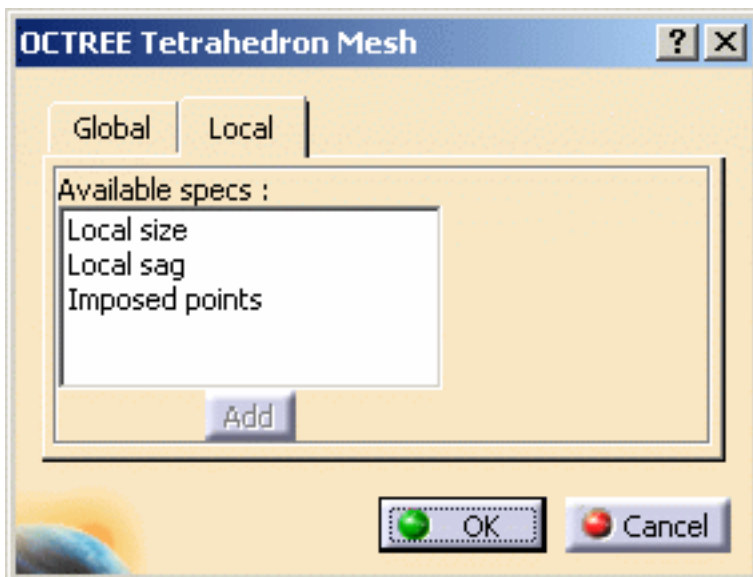 OCTREE Tetrahedron Mesh ? X
Global Local
Available specs :
Local size
Local sag
Imposed points
Add
OK Cancel